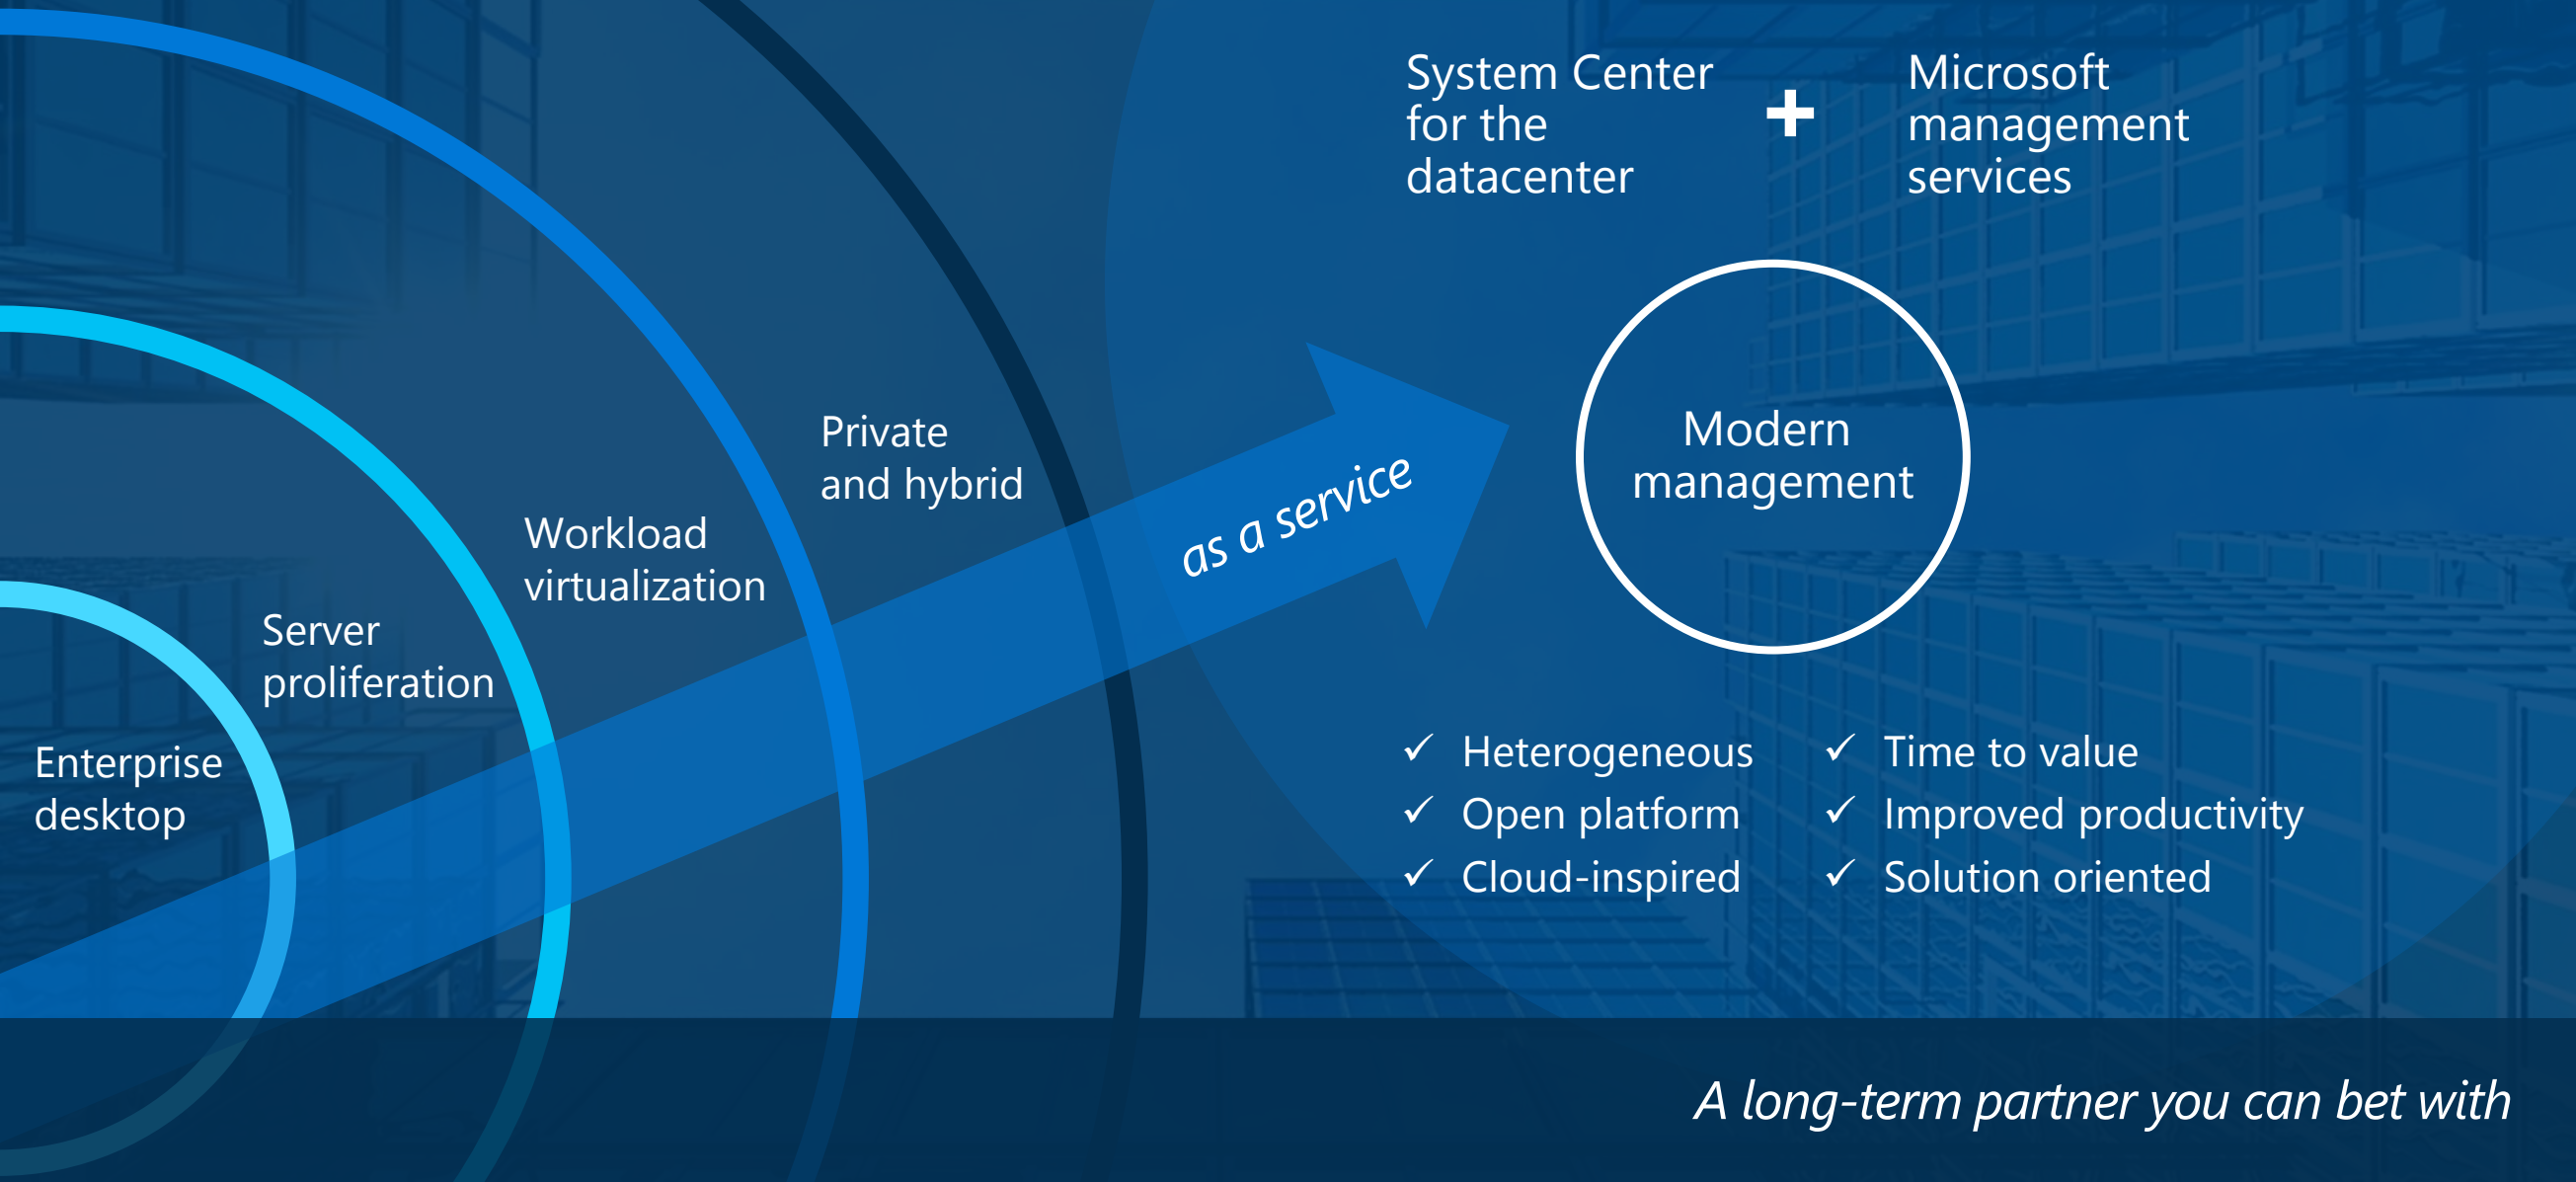 System Center
for the
datacenter
+
Microsoft
management
services
Private
and hybrid
Workload
virtualization
Server
proliferation
Enterprise
desktop
as a service
Modern
management
✓ Heterogeneous
✓ Open platform
✓ Cloud-inspired
✓ Time to value
✓ Improved productivity
✓ Solution oriented
A long-term partner you can bet with